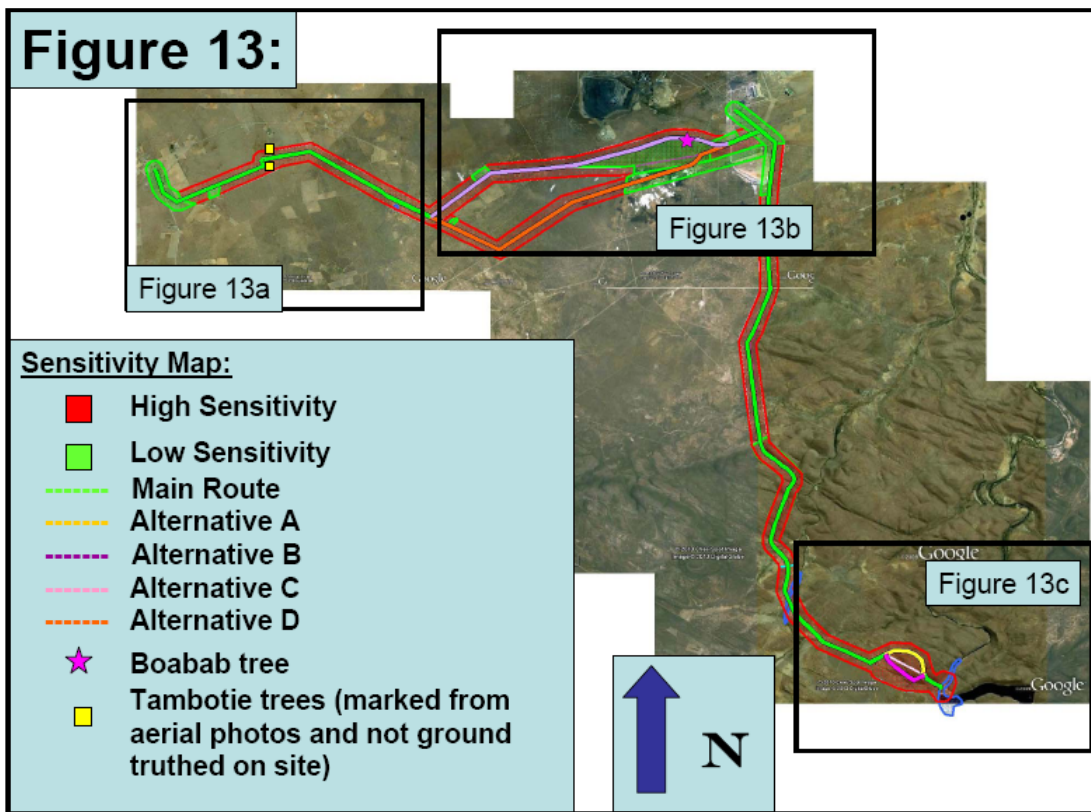 Figure 13:
Figure 13b
Figure 13a
Google
Google
Sensitivity Map:
High Sensitivity
Low Sensitivity
Main Route
Alternative A
Alternative B
Alternative C
Alternative D
Boabab tree
Tambotie trees (marked from
aerial photos and not ground
truthed on site)
Google
Figure 13c
Google
N